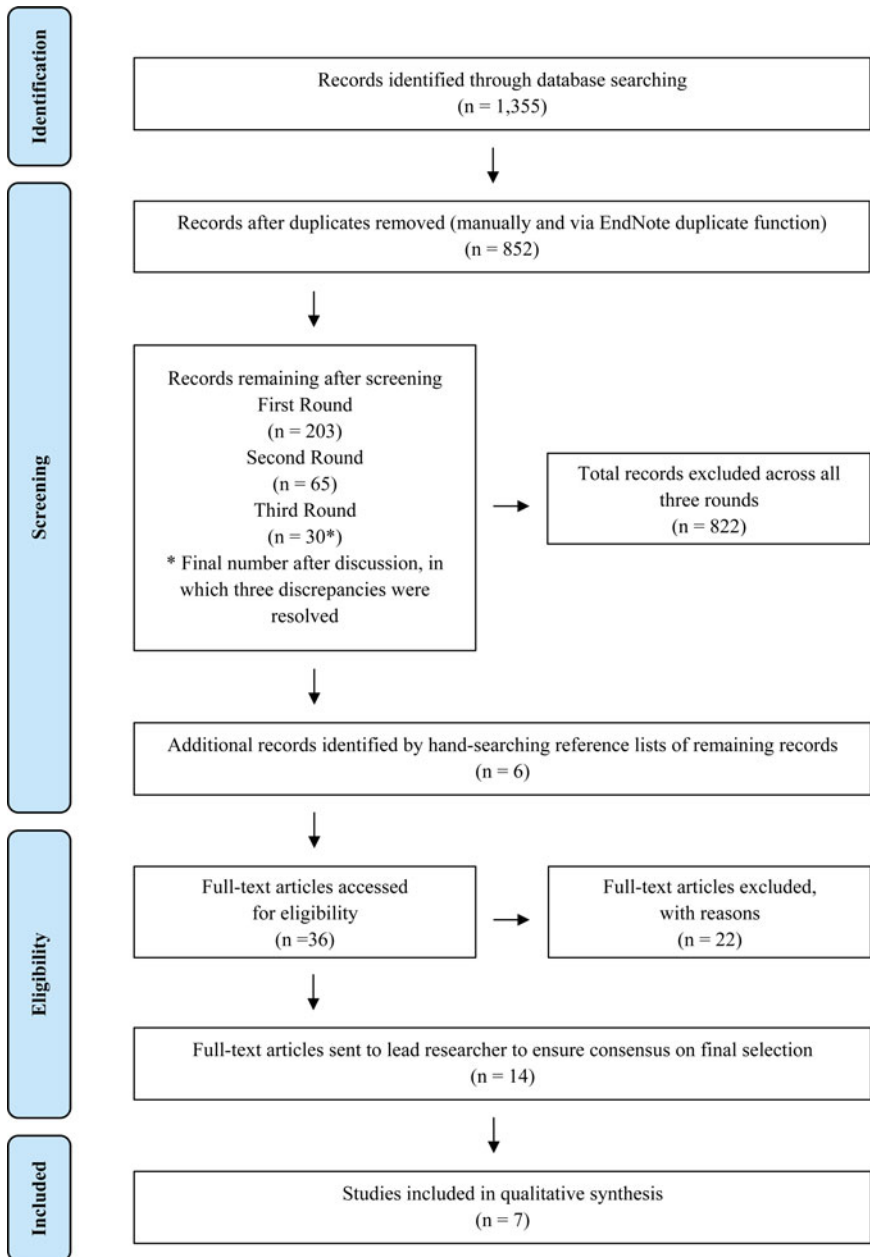 Identification
Records identified through database searching
(n = 1,355)
Screening
Records after duplicates removed (manually and via EndNote duplicate function)
(n = 852)
Records remaining after screening
First Round
(n = 203)
Second Round
(n = 65)
Third Round
(n = 30*)
* Final number after discussion, in
which three discrepancies were
resolved
Total records excluded across all
three rounds
(n = 822)
Additional records identified by hand-searching reference lists of remaining records
(n = 6)
Eligibility
Full-text articles accessed
for eligibility
(n =36)
Full-text articles excluded,
with reasons
(n = 22)
Full-text articles sent to lead researcher to ensure consensus on final selection
(n = 14)
Included
Studies included in qualitative synthesis
(n = 7)